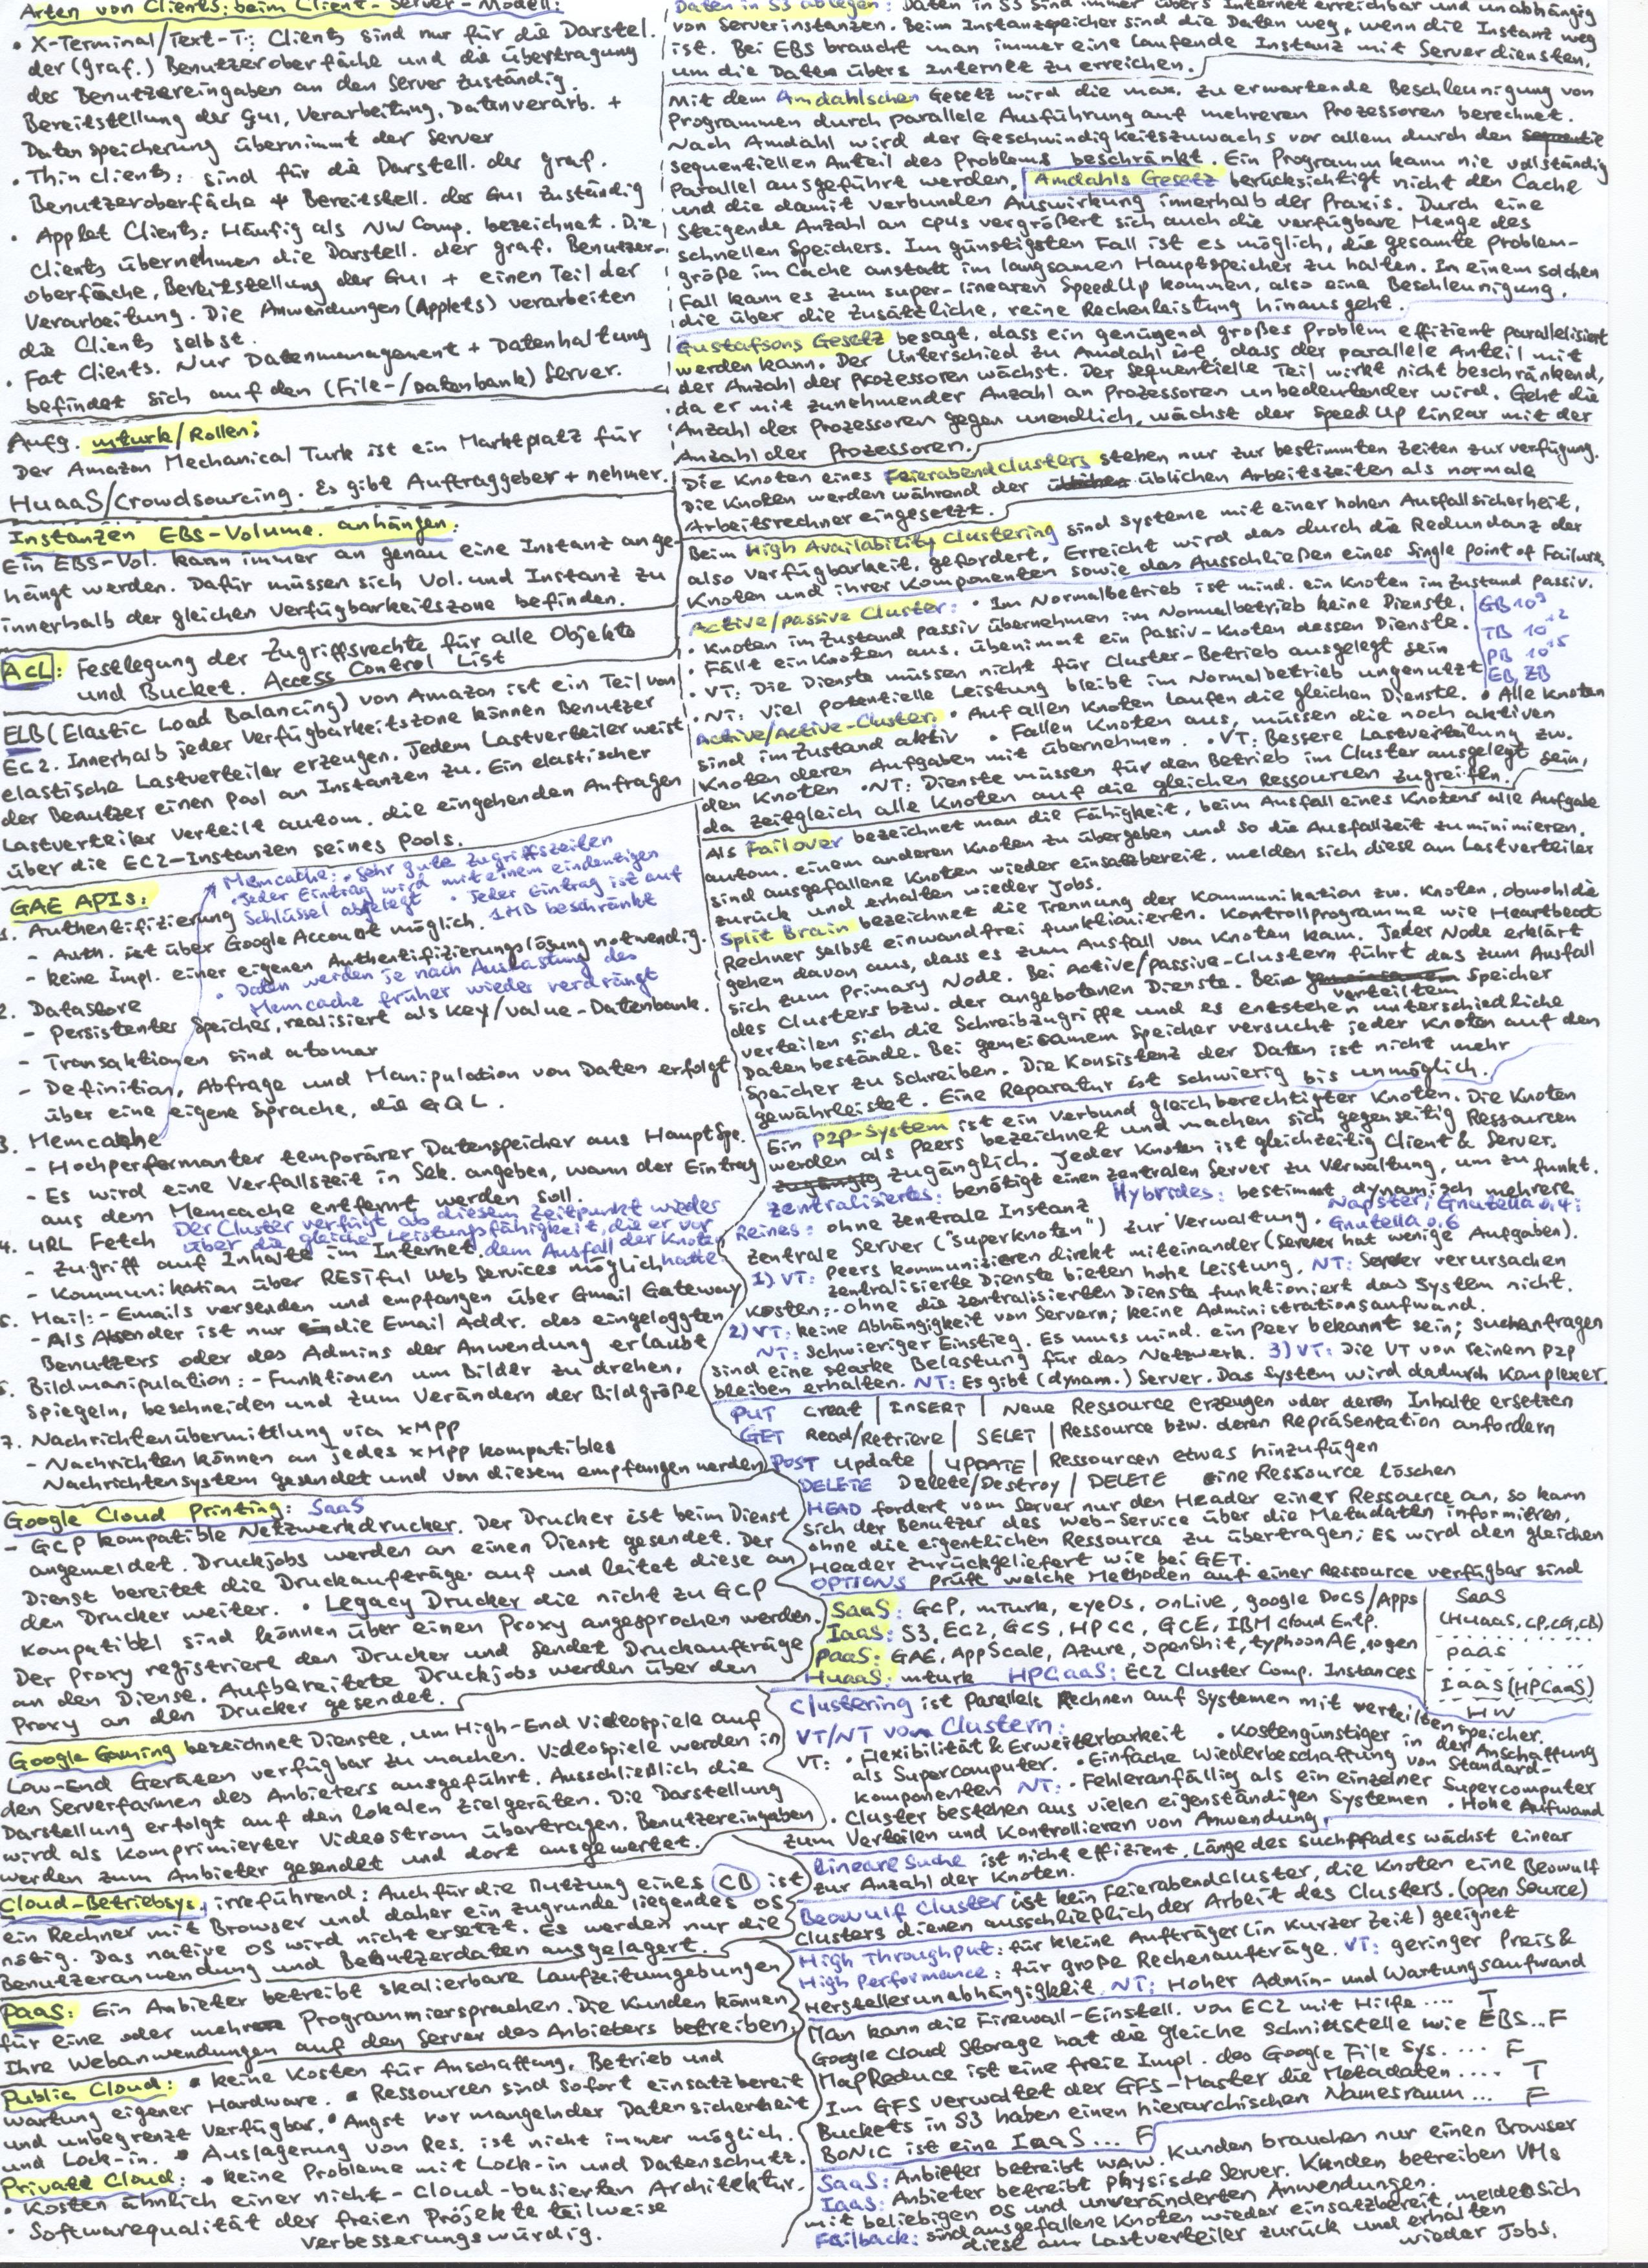 Arten von Clients: beim Client-Server-Modell:
• X-Terminal/Text-T.: Clients sind nur für die Darstel.
der (graf.) Benutzeroberfäche und die übertragung
des Benutzereingaben an den Server zuständig.
Bereitstellung der GUI, Verarbeitung, Datenverarb. +
Datenspeicherung übernimmt der Server
• Thin clients: sind für die Darstell. der graf.
Benutzeroberfäche + Bereitstell. des GUI zuständig
• Applet Clients: Häufig als NW Comp. bezeichnet. Die
Clients übernehmen die Darstell. der graf. Benutzer-
oberfäche, Bereitstellung der GUI + einen Teil der
Verarbeitung. Die Anwendungen (Applets) verarbeiten
die Clients selbst.
• Fat Clients. Nur Datenmanagement + Datenhaltung
befindet sich auf den (File-/Datenbank) Server.
Aufg. mturk/Rollen:
Der Amazon Mechanical Turk ist ein Marktplatz für
HuaaS/Crowdsourcing. Es gibt Auftraggeber + nehmer.
Instanzen EBS-Volume. anhängen:
Ein EBS-Vol. kann immer an genau eine Instanz ange-
hängt werden. Dafür müssen sich Vol. und Instanz zu
innerhalb der gleichen Verfügbarkeitszone befinden.
ACL: Festlegung der Zugriffsrechte für alle Objekte
und Bucket. Access Control List
ELB (Elastic Load Balancing) von Amazon ist ein Teil von
EC2. Innerhalb jeder Verfügbarkeitszone können Benutzer
elastische Lastverteiler erzeugen. Jedem Lastverteiler weist
der Benutzer einen Pool an Instanzen zu. Ein elastischer
Lastverteiler verteilt autom. die eingehenden Anfragen
über die EC2-Instanzen seines Pools.
Memcache: • sehr gute Zugriffszeiten
• Jeder Eintrag wird mit einem eindeutigen
Schlüssel abgelegt • Jeder Eintrag ist auf
1MB beschränkt
GAE APIs:
1. Authentifizierung
- Auth. ist über Google Account möglich.
- keine Impl. einer eigenen Authentifizierungslösung notwendig.
• Daten werden je nach Auslastung des
Memcache früher wieder verdrängt
2. Datastore
- Persistenter Speicher, realisiert als Key/value-Datenbank.
- Transaktionen sind atomar
- Definition, Abfrage und Manipulation von Daten erfolgt
über eine eigene Sprache, die GQL.
3. Memcache
- Hochperformanter temporärer Datenspeicher aus Hauptspe.
- Es wird eine Verfallszeit in Sek. angeben, wann der Eintrag
aus dem Memcache entfernt werden soll.
Der Cluster verfügt ab diesem Zeitpunkt wieder
über die gleiche Leistungsfähigkeit, die er vor
dem Ausfall der Knoten hatte.
4. URL Fetch
- Zugriff auf Inhalte im Internet
- Kommunikation über RESTful Web Services möglich
5. Mail: - Emails versenden und empfangen über Gmail Gateway
- Als Absender ist nur die Email Addr. des eingeloggten
Benutzers oder des Admins der Anwendung erlaubt
6. Bildmanipulation: - Funktionen um Bilder zu drehen,
spiegeln, beschneiden und zum Verändern der Bildgröße
7. Nachrichtenübermittlung via XMPP
- Nachrichten können an jedes XMPP kompatibles
Nachrichtensystem gesendet und von diesem empfangen werden
Google Cloud Printing: SaaS
- GCP kompatible Netzwerkdrucker. Der Drucker ist beim Dienst
angemeldet. Druckjobs werden an einen Dienst gesendet. Der
Dienst bereitet die Druckaufträge auf und leitet diese an
den Drucker weiter. • Legacy Drucker die nicht zu GCP
kompatibel sind können über einen Proxy angesprochen werden.
Der Proxy registriert den Drucker und sendet Druckaufträge
an den Dienst. Aufbereitete Druckjobs werden über den
Proxy an den Drucker gesendet.
Google Gaming bezeichnet Dienste, um High-End Videospiele auf
Low-End Geräten verfügbar zu machen. Videospiele werden in
den Serverfarmen des Anbieters ausgeführt. Ausschließlich die
Darstellung erfolgt auf den lokalen Zielgeräten. Die Darstellung
wird als komprimierter Videostrom übertragen. Benutzereingaben
werden zum Anbieter gesendet und dort ausgewertet.
Cloud-Betriebsys. irreführend: Auch für die Nutzung eines CB ist
ein Rechner mit Browser und daher ein zugrunde liegendes OS
nötig. Das native OS wird nicht ersetzt. Es werden nur die
Benutzeranwendung und Benutzerdaten ausgelagert.
PaaS: Ein Anbieter betreibt skalierbare Laufzeitumgebungen
für eine oder mehrere Programmiersprachen. Die Kunden können
Ihre Webanwendungen auf den Server des Anbieters betreiben.
Public Cloud: • keine Kosten für Anschaffung, Betrieb und
Wartung eigener Hardware. • Ressourcen sind sofort einsatzbereit
und unbegrenzt verfügbar. • Angst vor mangelnder Datensicherheit
und Lock-in. • Auslagerung von Res. ist nicht immer möglich.
Private Cloud: • keine Probleme mit Lock-in und Datenschutz.
• Kosten ähnlich einer nicht-cloud-basierten Architektur.
• Softwarequalität der freien Projekte teilweise
verbesserungswürdig.
Daten in S3 ablegen: Daten in S3 sind immer übers Internet erreichbar und unabhängig
von Serverinstanzen. Beim Instanzspeicher sind die Daten weg, wenn die Instanz weg
ist. Bei EBS braucht man immer eine laufende Instanz mit Serverdiensten,
um die Daten übers Internet zu erreichen.
Mit dem Amdahlschen Gesetz wird die max. zu erwartende Beschleunigung von
Programmen durch parallele Ausführung auf mehreren Prozessoren berechnet.
Nach Amdahl wird der Geschwindigkeitszuwachs vor allem durch den
sequentiellen Anteil des Problems beschränkt. Ein Programm kann nie vollständig
Parallel ausgeführt werden. Amdahls Gesetz berücksichtigt nicht den Cache
und die damit verbunden Auswirkung innerhalb der Praxis. Durch eine
steigende Anzahl an cpus vergrößert sich auch die verfügbare Menge des
schnellen Speichers. Im günstigsten Fall ist es möglich, die gesamte Problem-
größe im Cache anstatt im langsamen Hauptspeicher zu halten. In einem solchen
Fall kann es zum super-linearen SpeedUp kommen, also eine Beschleunigung,
die über die zusätzliche, reine Rechenleistung hinausgeht.
Gustafsons Gesetz besagt, dass ein genügend großes Problem effizient parallelisiert
werden kann. Der Unterschied zu Amdahl ist, dass der parallele Anteil mit
der Anzahl der Prozessoren wächst. Der sequentielle Teil wirkt nicht beschränkend,
da er mit zunehmender Anzahl an Prozessoren unbedeutender wird. Geht die
Anzahl der Prozessoren gegen unendlich, wächst der SpeedUp linear mit der
Anzahl der Prozessoren.
Die Knoten eines Feierabendclusters stehen nur zur bestimmten Zeiten zur verfügung.
Die Knoten werden während der üblichen Arbeitszeiten als normale
Arbeitsrechner eingesetzt.
Beim High Availability Clustering sind Systeme mit einer hohen Ausfallsicherheit,
also Verfügbarkeit, gefordert. Erreicht wird das durch die Redundanz der
Knoten und ihrer Komponenten sowie das Ausschließen eines Single point of Failure.
Active/passive Cluster: • Im Normalbetrieb ist mind. ein Knoten im Zustand passiv.
• Knoten im Zustand passiv übernehmen im Normalbetrieb keine Dienste.
• Fällt ein Knoten aus, übenimmt ein Passiv-Knoten dessen Dienste.
• VT: Die Dienste müssen nicht für Cluster-Betrieb ausgelegt sein
• NT: Viel potentielle Leistung bleibt im Normalbetrieb ungenutzt
GB 10⁹
TB 10¹²
PB 10¹⁵
EB, ZB
Active/Active-Cluster: • Auf allen Knoten laufen die gleichen Dienste. • Alle Knoten
sind im Zustand aktiv • Fallen Knoten aus, müssen die noch aktiven
Knoten deren Aufgaben mit übernehmen. • VT: Bessere Lastverteilung zw.
den Knoten • NT: Dienste müssen für den Betrieb im Cluster ausgelegt sein,
da zeitgleich alle Knoten auf die gleichen Ressourcen zugreifen.
Als Failover bezeichnet man die Fähigkeit, beim Ausfall eines Knotens alle Aufgabe
autom. einem anderen Knoten zu übergeben und so die Ausfallzeit zu minimieren.
sind ausgefallene Knoten wieder einsatzbereit, melden sich diese am Lastverteiler
zurück und erhalten wieder Jobs.
Split Brain bezeichnet die Trennung der Kommunikation zw. Knoten, obwohl die
Rechner selbst einwandfrei funktionieren. Kontrollprogramme wie Heartbeat
gehen davon aus, dass es zum Ausfall von Knoten kam. Jeder Node erklärt
sich zum Primary Node. Bei Active/passive-Clustern führt das zum Ausfall
des Clusters bzw. der angebotenen Dienste. Bein verteiltem Speicher
verteilen sich die Schreibzugriffe und es entstehen unterschiedliche
Datenbestände. Bei gemeisamem Speicher versucht jeder Knoten auf den
Speicher zu schreiben. Die Konsistenz der Daten ist nicht mehr
gewährleistet. Eine Reparatur ist schwierig bis unmöglich.
Ein P2P-System ist ein Verbund gleichberechtigter Knoten. Die Knoten
werden als Peers bezeichnet und machen sich gegenseitig Ressourcen
zugänglich. Jeder Knoten ist gleichzeitig Client & Server.
Zentralisiertes: benötigt einen zentralen Server zu Verwaltung, um zu funkt.
Napster; Gnutella 0.4:
Reines: ohne zentrale Instanz Hybrides: bestimmt dynamisch mehrere
zentrale Server ("superknoten") zur Verwaltung. Gnutella 0.6
1) VT: Peers kommunizieren direkt miteinander (Server hat wenige Aufgaben).
zentralisierte Dienste bieten hohe Leistung. NT: Server verursachen
Kosten; - ohne die zentralisierten Dienste funktioniert das System nicht.
2) VT: keine Abhängigkeit von Servern; keine Administrationsaufwand.
NT: Schwieriger Einstieg. Es muss mind. ein Peer bekannt sein; Suchanfragen
sind eine starke Belastung für das Netzwerk. 3) VT: Die VT von reinem P2P
bleiben erhalten. NT: Es gibt (dynam.) Server. Das System wird dadurch komplexer.
PUT Creat | INSERT | Neue Ressource erzeugen oder deren Inhalte ersetzen
GET Read/Retrieve | SELET | Ressource bzw. deren Repräsentation anfordern
POST Update | UPDATE | Ressourcen etwas hinzufügen
DELETE Delete/Destroy | DELETE eine Ressource löschen
HEAD fordert vom Server nur den Header einer Ressource an, so kann
sich der Benutzer des Web-Service über die Metadaten informiren,
ohne die eigentlichen Ressource zu übertragen; Es wird den gleichen
Header zurückgeliefert wie bei GET.
OPTIONS prüft welche Methoden auf einer Ressource verfügbar sind
SaaS: GCP, mTurk, eyeOs, onLive, google Docs/Apps
IaaS: S3, EC2, GCS, HPCC, GCE, IBM Cloud Entp.
PaaS: GAE, AppScale, Azure, openShit, typhoonAE, 10gen
HuaaS: mturk HPCaaS: EC2 Cluster Comp. Instances
SaaS
(HuaaS, CP, CG, CB)
PaaS
IaaS (HPCaaS)
HW
Clustering ist Parallele Rechnen auf Systemen mit verteilten speicher.
VT/NT von Clustern:
VT: • Flexibilität & Erweiterbarkeit • Kostengünstiger in der Anschaffung
als Supercomputer. • Einfache Wiederbeschaffung von Standard-
komponenten NT: • Fehleranfällig als ein einzelner Supercomputer
• Cluster bestehen aus vielen eigenständigen Systemen • Hohe Aufwand
zum Verteilen und Kontrollieren von Anwendung.
Lineare Suche ist nicht effizient. Länge des suchpfades wächst linear
zur Anzahl der Knoten.
Beowulf Cluster ist kein Feierabendcluster, die Knoten eine Beowulf
Clusters dienen ausschließlich der Arbeit des Clusters. (open Source)
High Throughput: für kleine Aufträger (in kurzer Zeit) geeignet
High Performance: für große Rechenaufträge. VT: geringer Preis &
Herstellerunabhängigkeit NT: Hoher Admin- und Wartungsaufwand
Man kann die Firewall-Einstell. von EC2 mit Hilfe .... T
Google Cloud Storage hat die gleiche Schnittstelle wie EBS... F
MapReduce ist eine freie Impl. des Google File Sys. .... F
Im GFS verwaltet der GFS-Master die Metadaten .... T
Buckets in S3 haben einen hierarchischen Namesraum ... F
BONIC ist eine IaaS ... F
SaaS: Anbieter betreibt WAW. Kunden brauchen nur einen Browser
IaaS: Anbieter betreibt physische Server. Kunden betreiben VMs
mit beliebigen OS und unveränderten Anwendungen.
Failback: sind ausgefallene Knoten wieder einsatzbereit, meldet sich
diese am Lastverteiler zurück und erhalten
wieder Jobs.